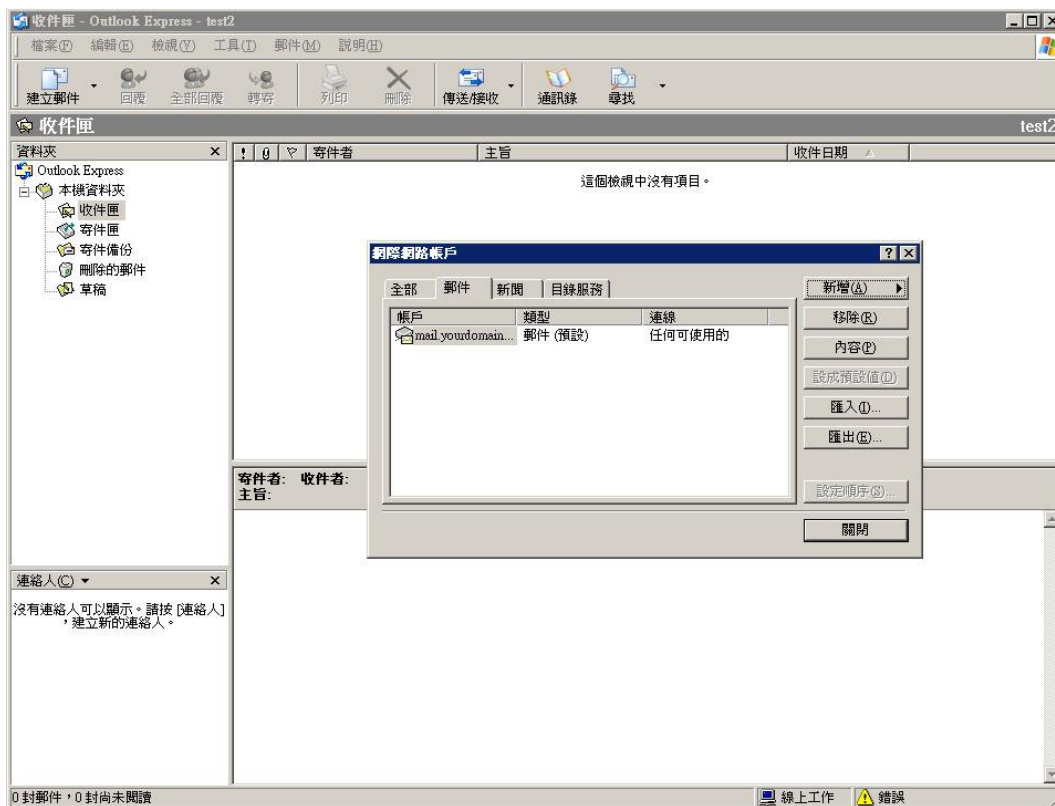 收件匣 - Outlook Express - test2
檔案(F) 編輯(E) 檢視(V) 工具(T) 郵件(M) 說明(H)
建立郵件 回覆 全部回覆 轉寄 列印 刪除 傳送/接收 通訊錄 尋找
收件匣 test2
資料夾
Outlook Express
本機資料夾
收件匣
寄件匣
寄件備份
刪除的郵件
草稿
寄件者 主旨 收件日期
這個檢視中沒有項目。
網際網路帳戶
全部 郵件 新聞 目錄服務
帳戶 類型 連線
mail.yourdomain... 郵件 (預設) 任何可使用的
新增(A)
移除(R)
內容(P)
設成預設值(D)
匯入(I)...
匯出(E)...
設定順序(S)...
關閉
寄件者: 收件者:
主旨:
連絡人(C)
沒有連絡人可以顯示。請按 [連絡人]
，建立新的連絡人。
0 封郵件，0 封尚未閱讀 線上工作 錯誤